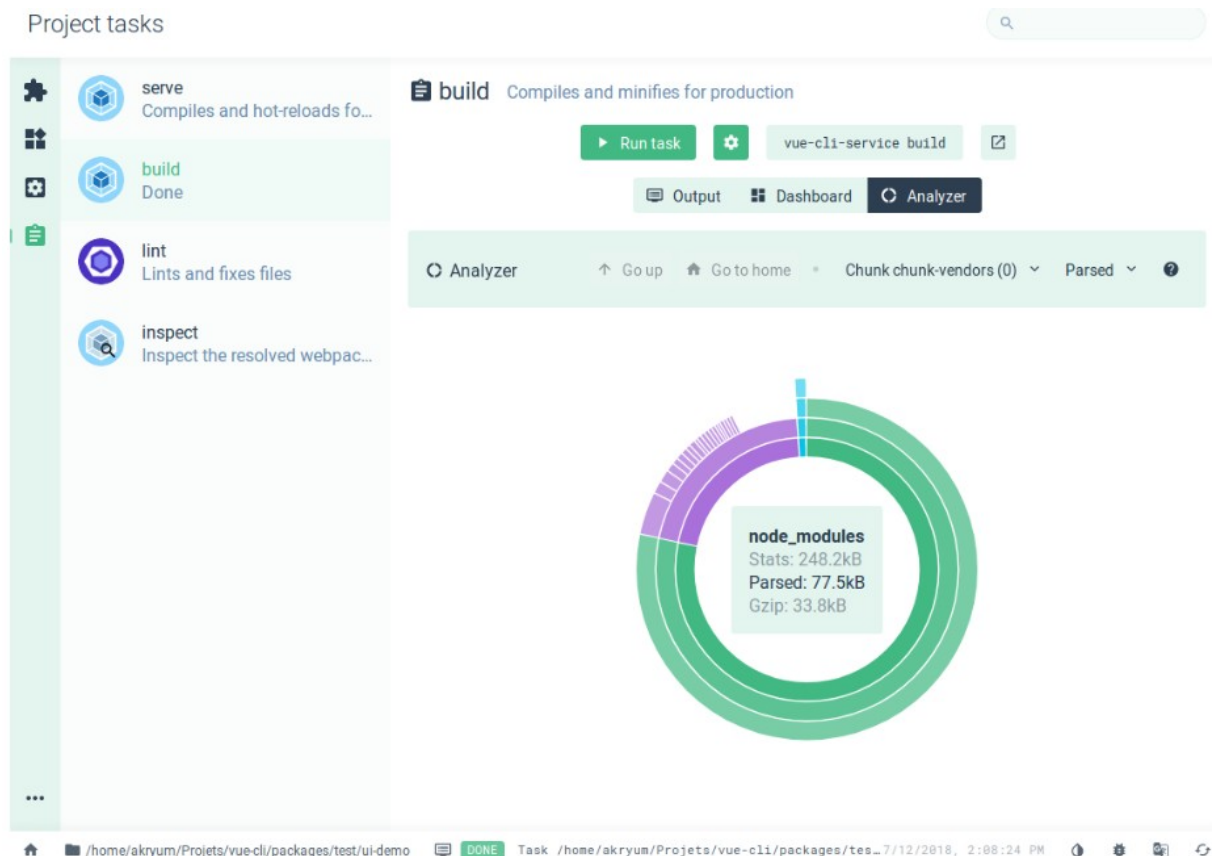 Project tasks
serve
Compiles and hot-reloads fo...
build
Done
lint
Lints and fixes files
inspect
Inspect the resolved webpac...
build Compiles and minifies for production
Run task vue-cli-service build
Output Dashboard Analyzer
Analyzer Go up Go to home Chunk chunk-vendors (0) Parsed
node_modules
Stats: 248.2kB
Parsed: 77.5kB
Gzip: 33.8kB
/home/akryum/Projets/vue-cli/packages/test/ui-demo DONE Task /home/akryum/Projets/vue-cli/packages/tes… 7/12/2018, 2:08:24 PM